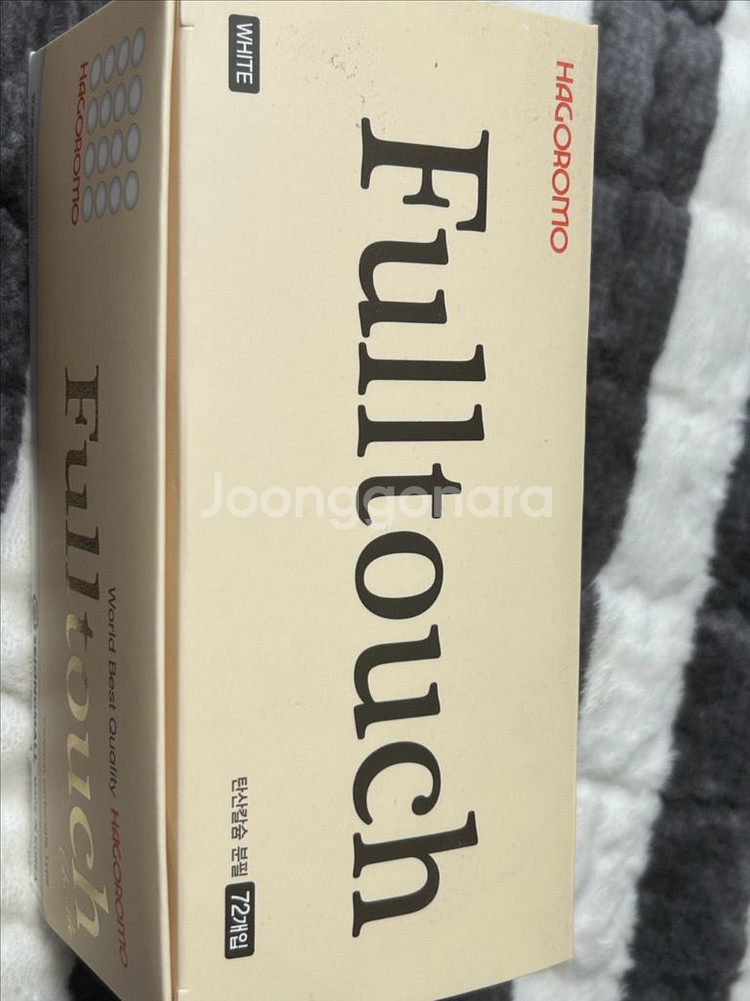 HAGOROMO
Fulltouch
WHITE
탄산칼슘 분필 72개입
Joonggonara
HAGOROMO
World Best Quality HAGOROMO
Fulltouch